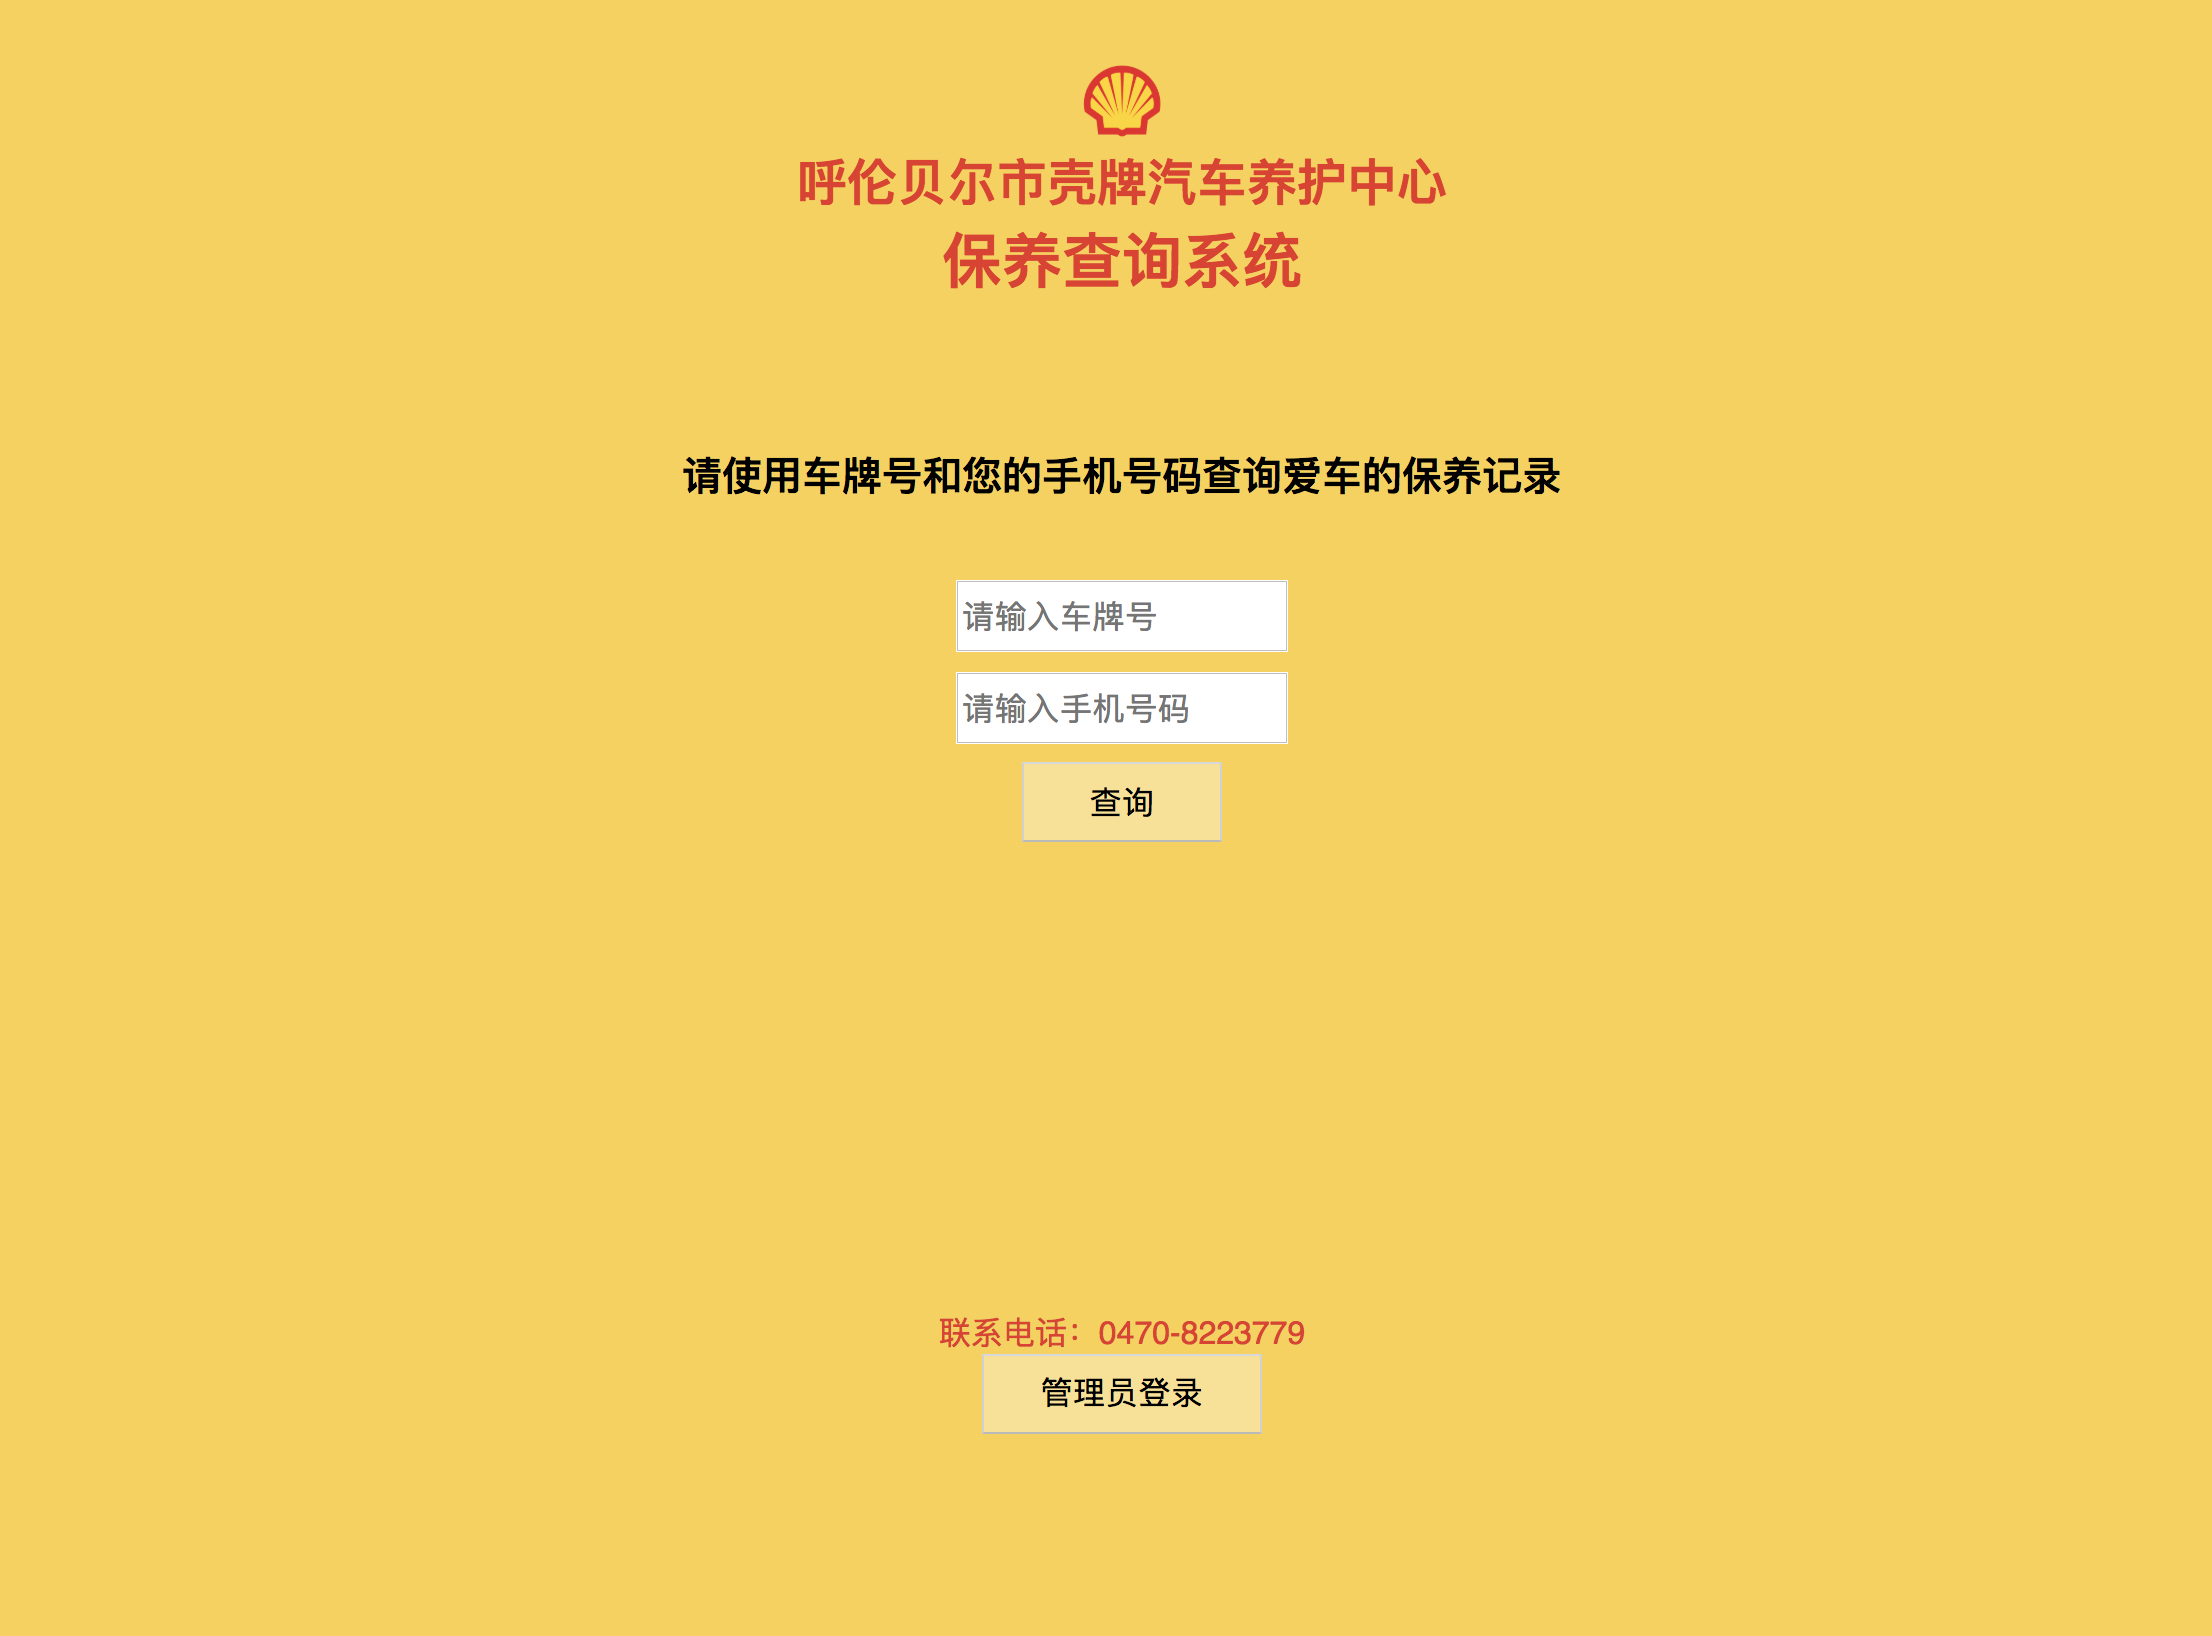 呼伦贝尔市壳牌汽车养护中心
保养查询系统
请使用车牌号和您的手机号码查询爱车的保养记录
请输入车牌号
请输入手机号码
查询
联系电话：0470-8223779
管理员登录